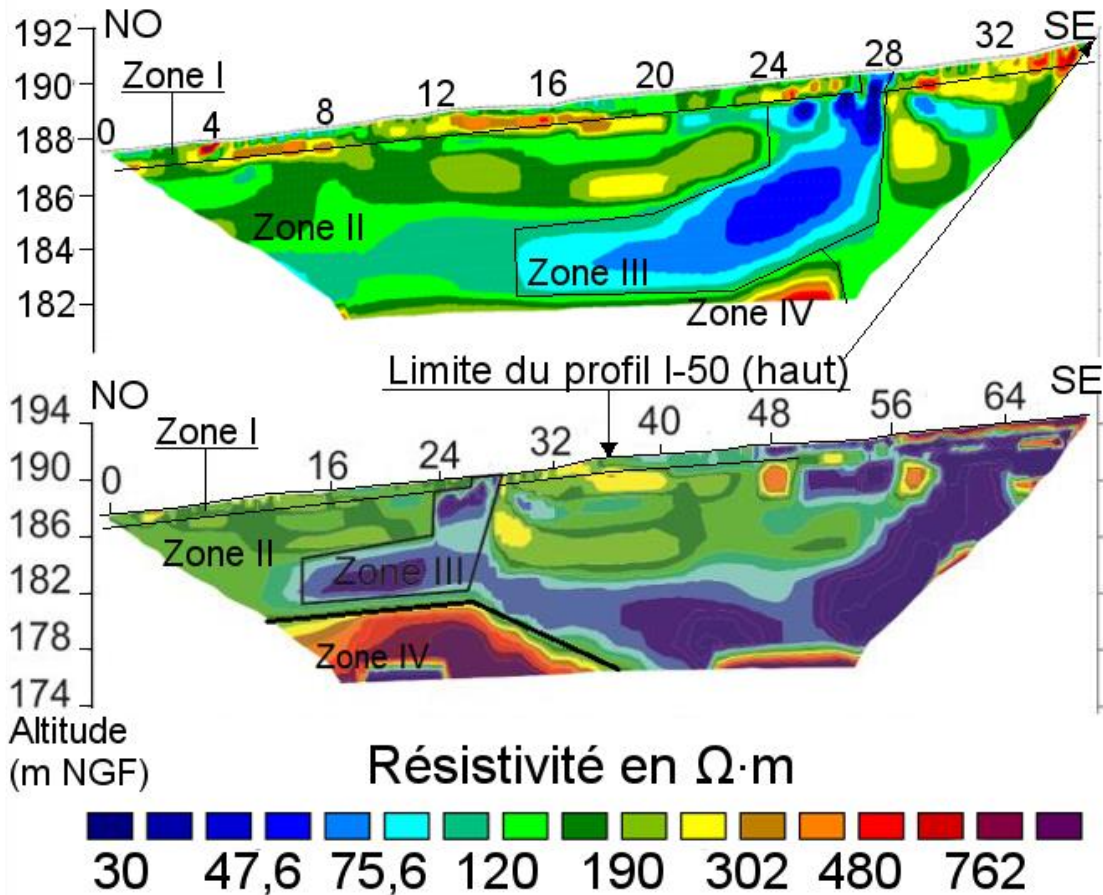 192 NO SE
190 Zone I 0 4 8 12 16 20 24 28 32
188
186 Zone II
184 Zone III
182 Zone IV
Limite du profil I-50 (haut)
194 NO SE
190 Zone I 0 16 24 32 40 48 56 64
186 Zone II
182 Zone III
178 Zone IV
174
Altitude
(m NGF)
Résistivité en Ω·m
30 47,6 75,6 120 190 302 480 762